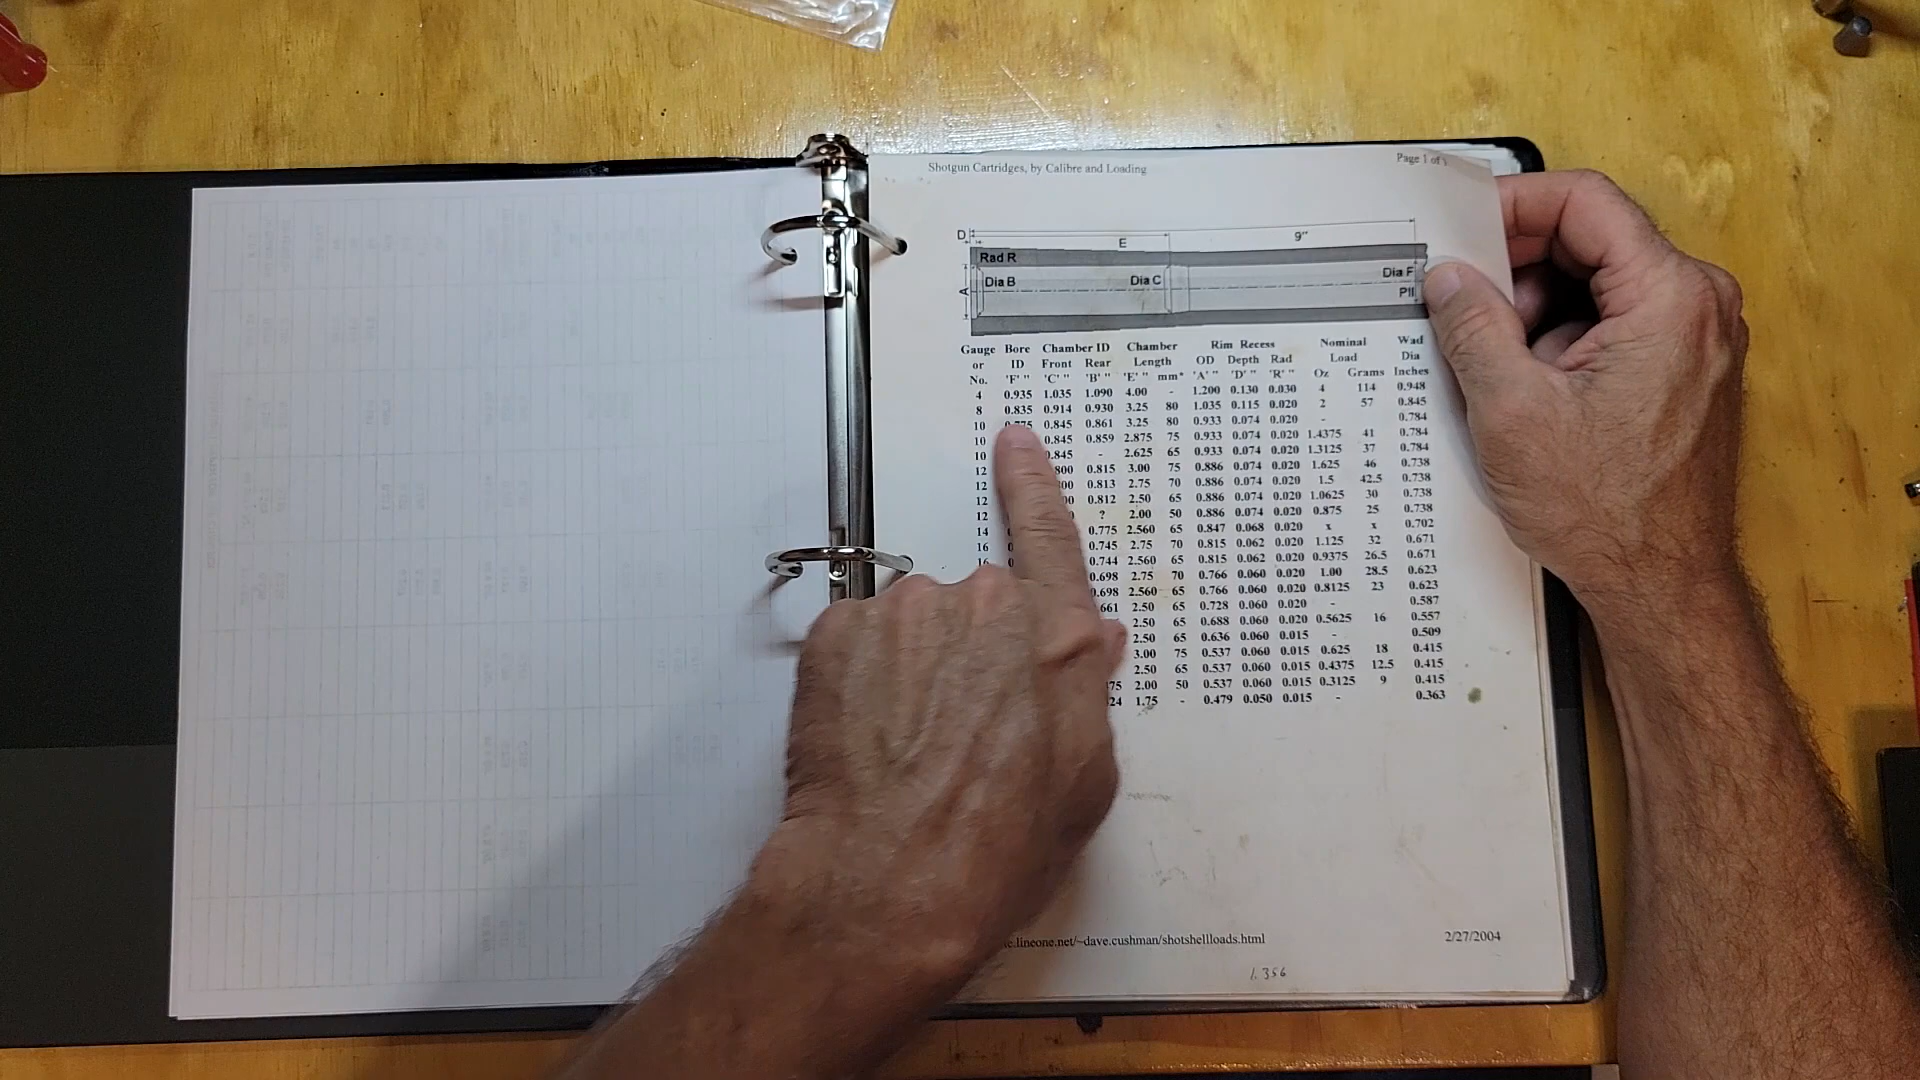 Shotgun Cartridges, by Calibre and Loading
Page 1 of
D E 9"
Rad R
A Dia B Dia C Dia F
Pll
Gauge Bore Chamber ID Chamber Rim Recess Nominal Wad
or ID Front Rear Length OD Depth Rad Load Dia
No. 'F' " 'C' " 'B' " 'E' " mm* 'A' " 'D' " 'R' " Oz Grams Inches
4 0.935 1.035 1.090 4.00 - 1.200 0.130 0.030 4 114 0.948
8 0.835 0.914 0.930 3.25 80 1.035 0.115 0.020 2 57 0.845
10 0.775 0.845 0.861 3.25 80 0.933 0.074 0.020 - 0.784
10 0.845 0.859 2.875 75 0.933 0.074 0.020 1.4375 41 0.784
10 0.845 - 2.625 65 0.933 0.074 0.020 1.3125 37 0.784
12 800 0.815 3.00 75 0.886 0.074 0.020 1.625 46 0.738
12 00 0.813 2.75 70 0.886 0.074 0.020 1.5 42.5 0.738
12 0 0.812 2.50 65 0.886 0.074 0.020 1.0625 30 0.738
12 ? 2.00 50 0.886 0.074 0.020 0.875 25 0.738
14 0.775 2.560 65 0.847 0.068 0.020 x x 0.702
16 0.745 2.75 70 0.815 0.062 0.020 1.125 32 0.671
16 0.744 2.560 65 0.815 0.062 0.020 0.9375 26.5 0.671
0.698 2.75 70 0.766 0.060 0.020 1.00 28.5 0.623
0.698 2.560 65 0.766 0.060 0.020 0.8125 23 0.623
661 2.50 65 0.728 0.060 0.020 - 0.587
2.50 65 0.688 0.060 0.020 0.5625 16 0.557
2.50 65 0.636 0.060 0.015 - 0.509
3.00 75 0.537 0.060 0.015 0.625 18 0.415
2.50 65 0.537 0.060 0.015 0.4375 12.5 0.415
75 2.00 50 0.537 0.060 0.015 0.3125 9 0.415
24 1.75 - 0.479 0.050 0.015 - 0.363
e.lineone.net/~dave.cushman/shotshellloads.html
2/27/2004
1.356